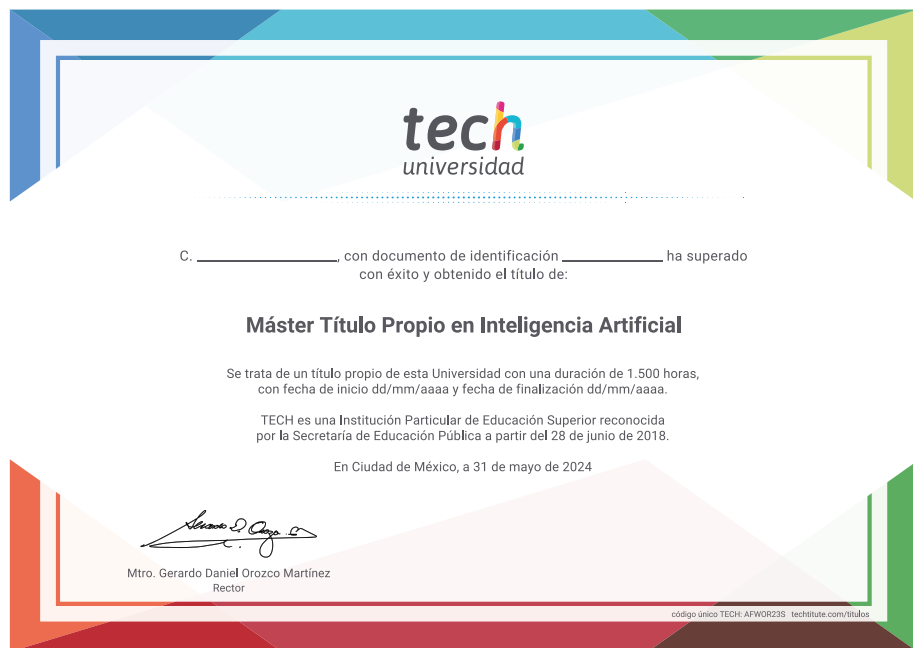 tech
universidad
C. ____________________, con documento de identificación ______________ ha superado
con éxito y obtenido el título de:
Máster Título Propio en Inteligencia Artificial
Se trata de un título propio de esta Universidad con una duración de 1.500 horas,
con fecha de inicio dd/mm/aaaa y fecha de finalización dd/mm/aaaa.
TECH es una Institución Particular de Educación Superior reconocida
por la Secretaría de Educación Pública a partir del 28 de junio de 2018.
En Ciudad de México, a 31 de mayo de 2024
Mtro. Gerardo Daniel Orozco Martínez
Rector
código único TECH: AFWOR23S techtitute.com/titulos